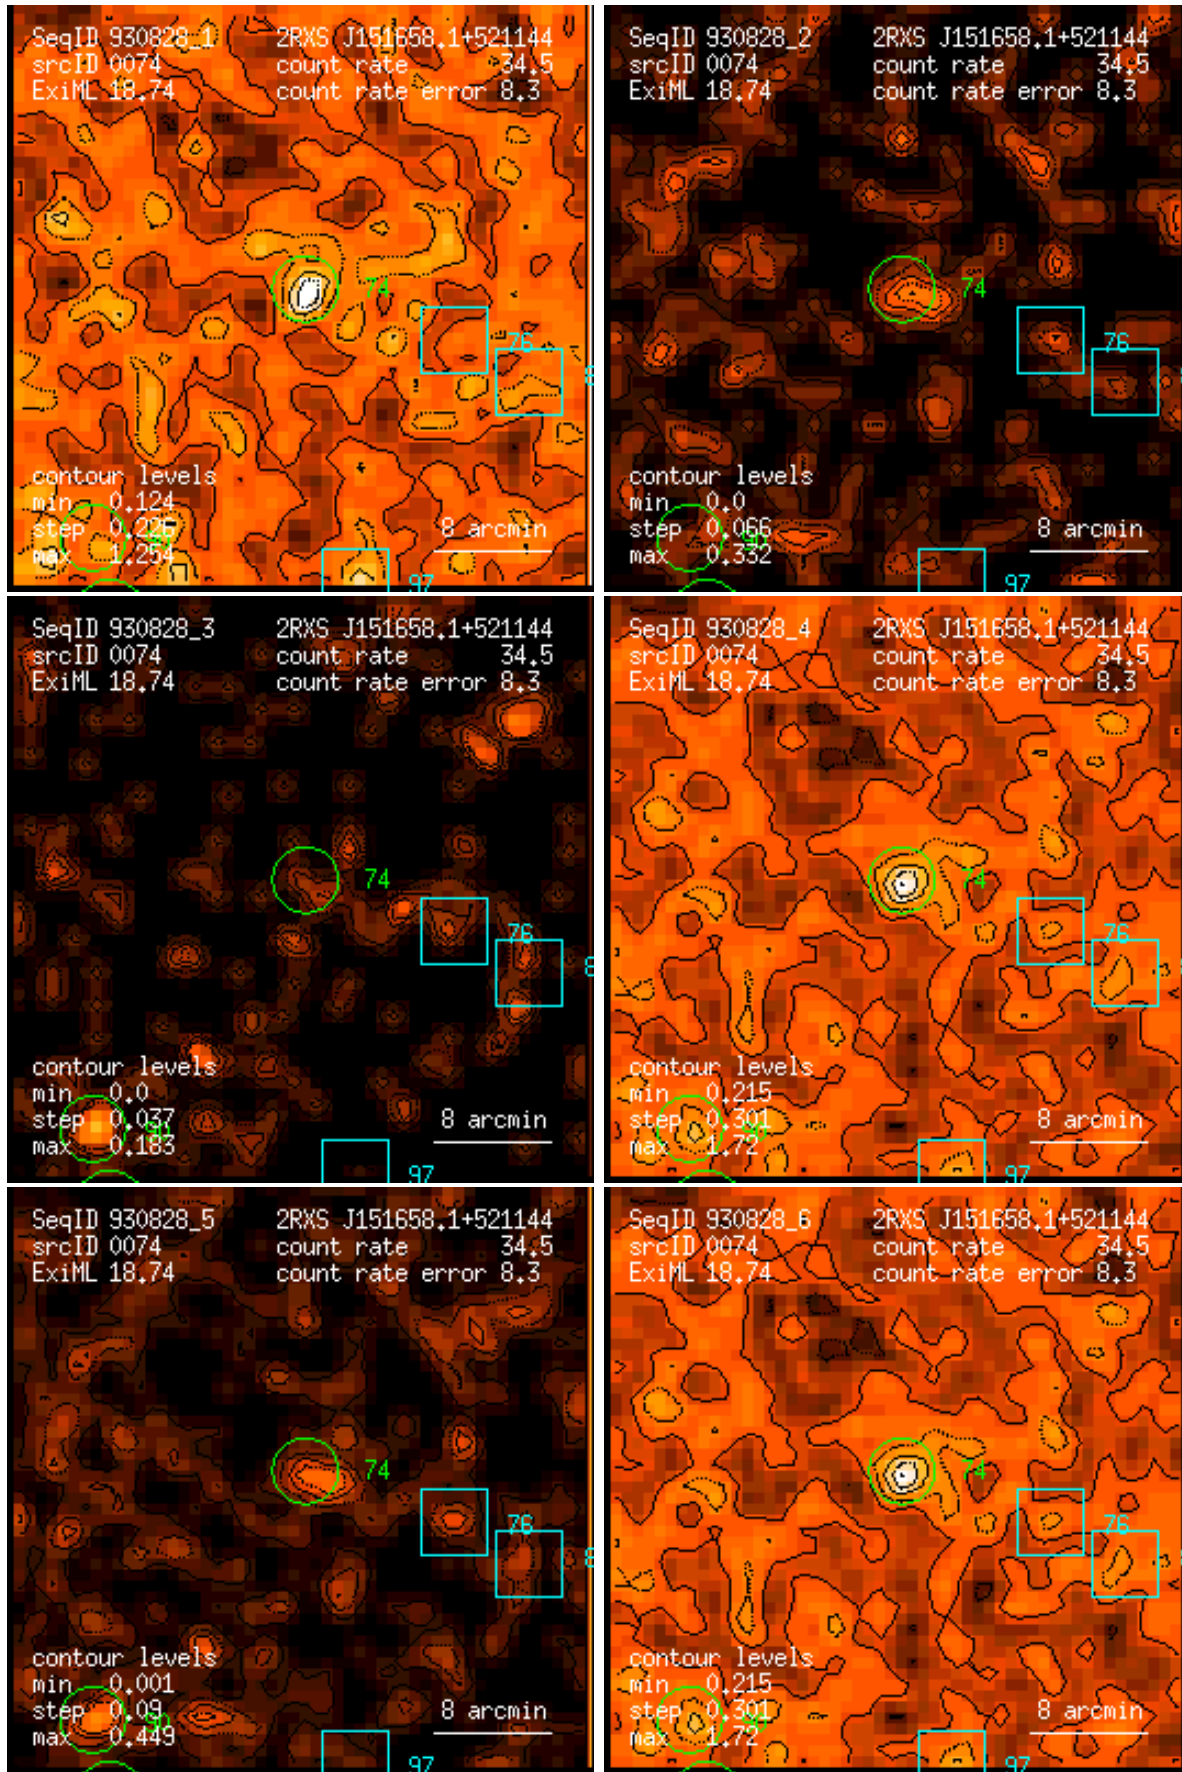 SeqID 930828_1 2RXS J151658.1+521144
srcID 0074 count rate 34.5
ExiML 18.74 count rate error 8.3
74
76
8
contour levels
min 0.124
step 0.226 8 arcmin
max 1.254
90
97
SeqID 930828_2 2RXS J151658.1+521144
srcID 0074 count rate 34.5
ExiML 18.74 count rate error 8.3
74
76
contour levels
min 0.0
step 0.066 8 arcmin
max 0.332
90
97
SeqID 930828_3 2RXS J151658.1+521144
srcID 0074 count rate 34.5
ExiML 18.74 count rate error 8.3
74
76
8
contour levels
min 0.0
step 0.037 8 arcmin
max 0.183
90
97
SeqID 930828_4 2RXS J151658.1+521144
srcID 0074 count rate 34.5
ExiML 18.74 count rate error 8.3
74
76
contour levels
min 0.215
step 0.301 8 arcmin
max 1.72
90
97
SeqID 930828_5 2RXS J151658.1+521144
srcID 0074 count rate 34.5
ExiML 18.74 count rate error 8.3
74
76
8
contour levels
min 0.001
step 0.09 8 arcmin
max 0.449
90
97
SeqID 930828_6 2RXS J151658.1+521144
srcID 0074 count rate 34.5
ExiML 18.74 count rate error 8.3
74
76
contour levels
min 0.215
step 0.301 8 arcmin
max 1.72
90
97